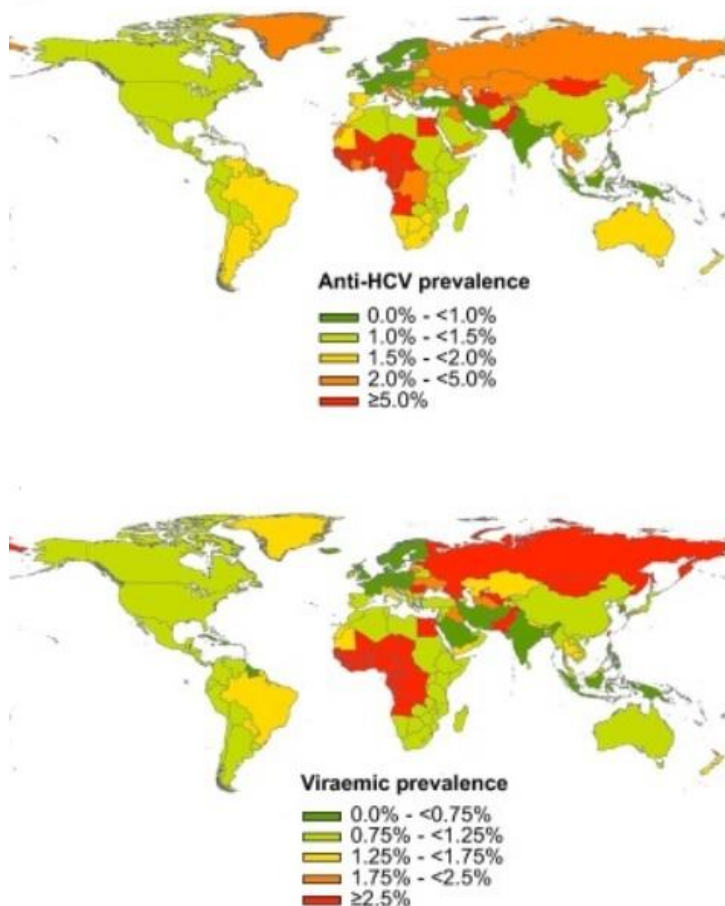 Anti-HCV prevalence
0.0% - <1.0%
1.0% - <1.5%
1.5% - <2.0%
2.0% - <5.0%
≥5.0%
Viraemic prevalence
0.0% - <0.75%
0.75% - <1.25%
1.25% - <1.75%
1.75% - <2.5%
≥2.5%